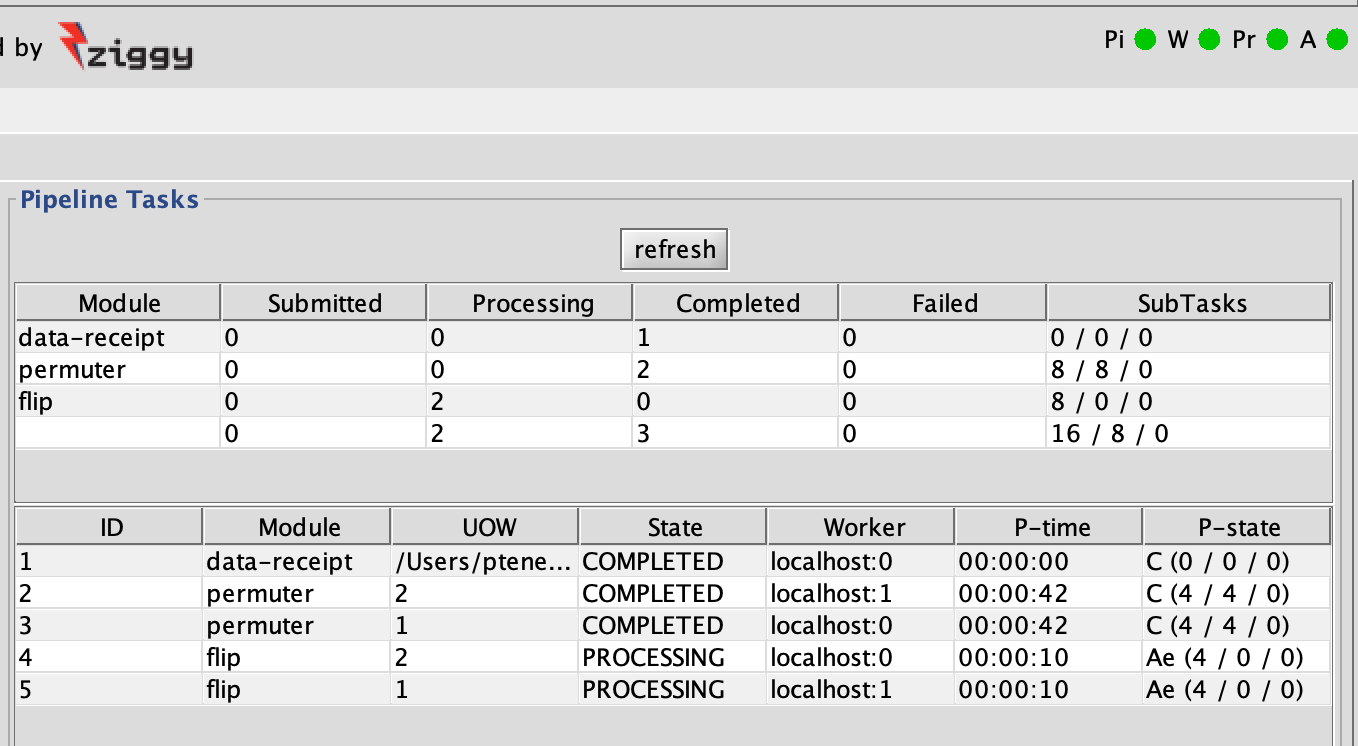 d by ziggy Pi W Pr A
Pipeline Tasks
refresh
Module Submitted Processing Completed Failed SubTasks
data-receipt 0 0 1 0 0 / 0 / 0
permuter 0 0 2 0 8 / 8 / 0
flip 0 2 0 0 8 / 0 / 0
0 2 3 0 16 / 8 / 0
ID Module UOW State Worker P-time P-state
1 data-receipt /Users/ptene... COMPLETED localhost:0 00:00:00 C (0 / 0 / 0)
2 permuter 2 COMPLETED localhost:1 00:00:42 C (4 / 4 / 0)
3 permuter 1 COMPLETED localhost:0 00:00:42 C (4 / 4 / 0)
4 flip 2 PROCESSING localhost:0 00:00:10 Ae (4 / 0 / 0)
5 flip 1 PROCESSING localhost:1 00:00:10 Ae (4 / 0 / 0)